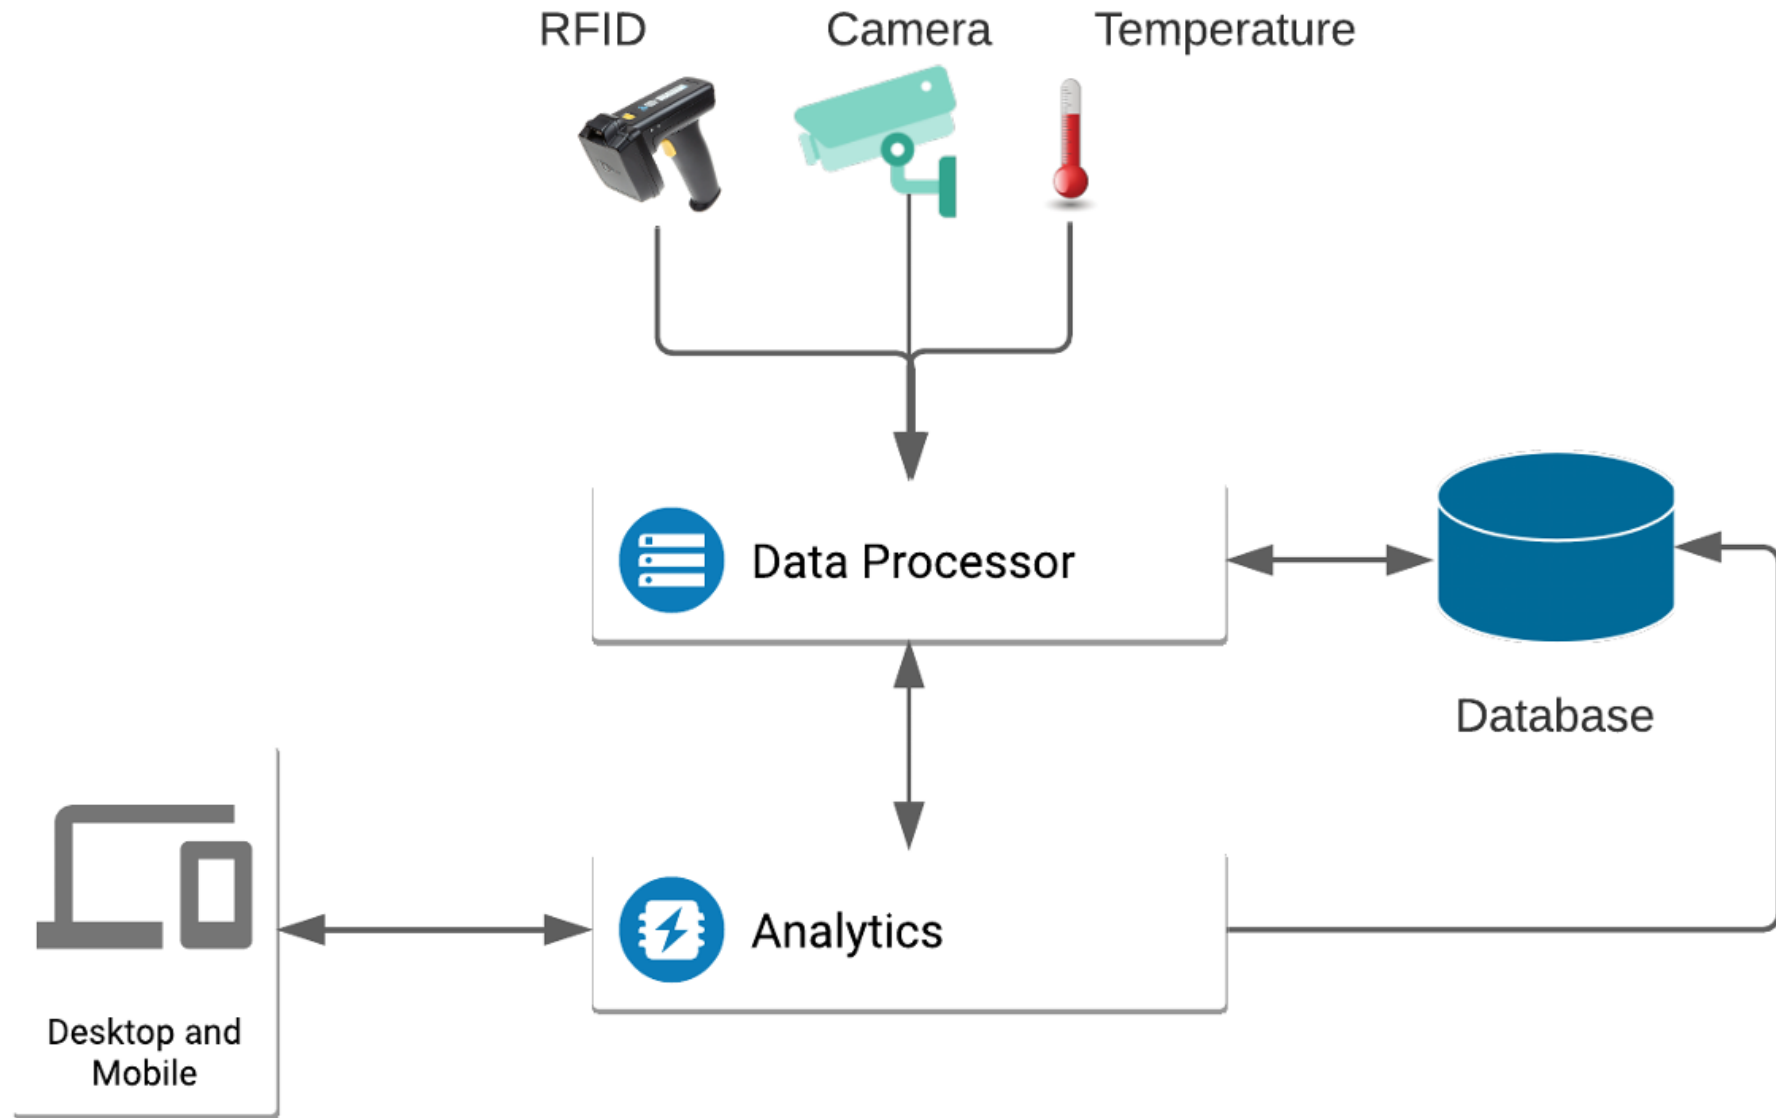 RFID
Camera
Temperature
Data Processor
Database
Analytics
Desktop and
Mobile